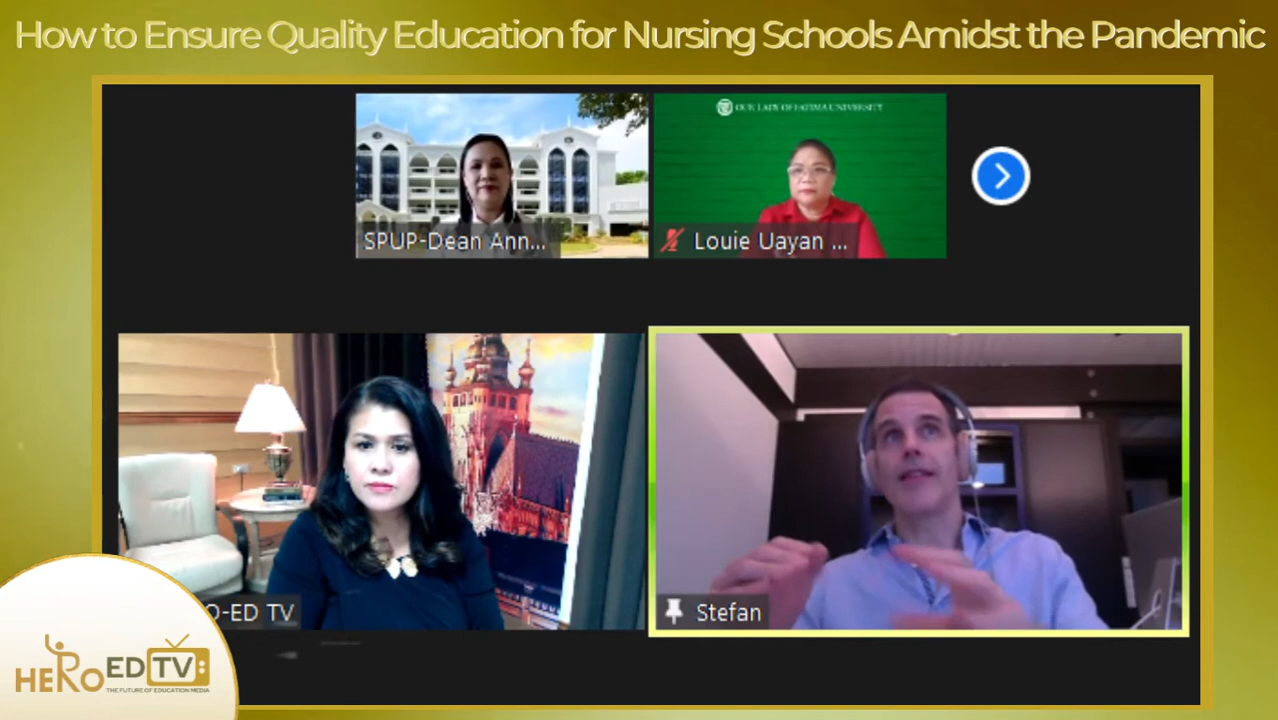 How to Ensure Quality Education for Nursing Schools Amidst the Pandemic
OUR LADY OF FATIMA UNIVERSITY
SPUP-Dean Ann...
Louie Uayan ...
O-ED TV
Stefan
HERO ED TV:
THE FUTURE OF EDUCATION MEDIA